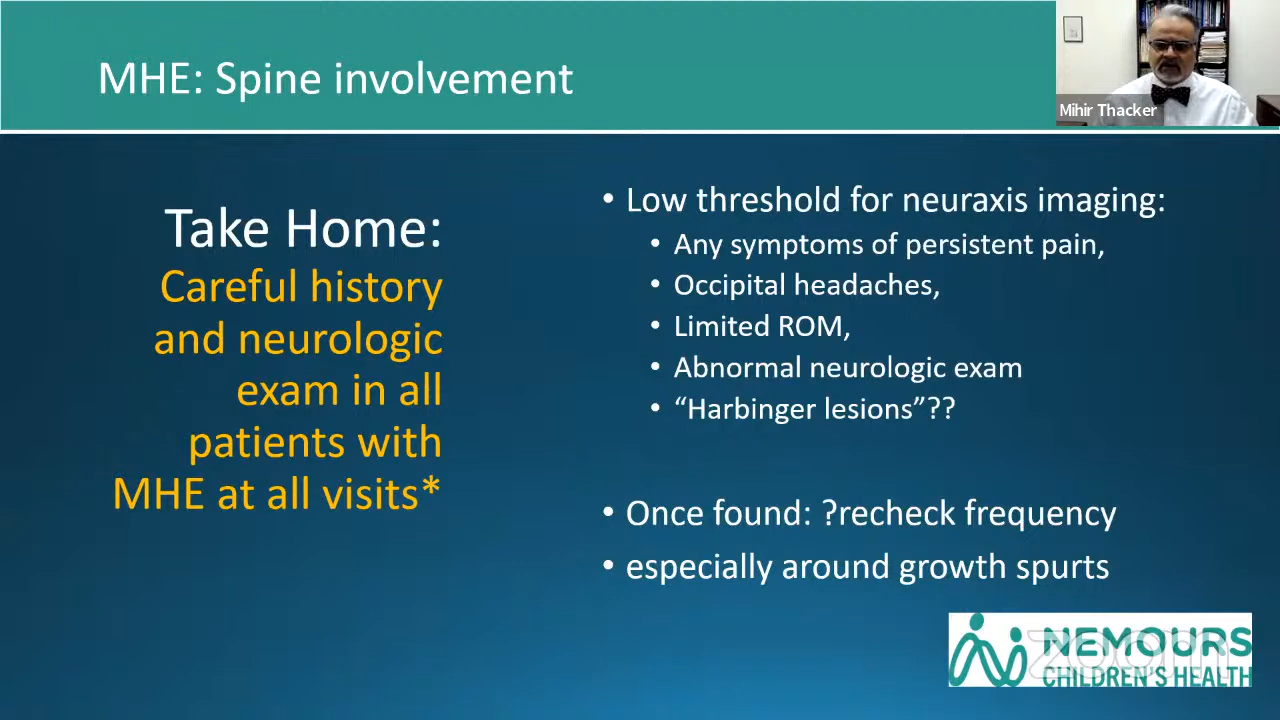 MHE: Spine involvement
Mihir Thacker
Take Home:
Careful history
and neurologic
exam in all
patients with
MHE at all visits*
• Low threshold for neuraxis imaging:
• Any symptoms of persistent pain,
• Occipital headaches,
• Limited ROM,
• Abnormal neurologic exam
• “Harbinger lesions”??
• Once found: ?recheck frequency
• especially around growth spurts
NEMOURS
CHILDREN'S HEALTH
zoom